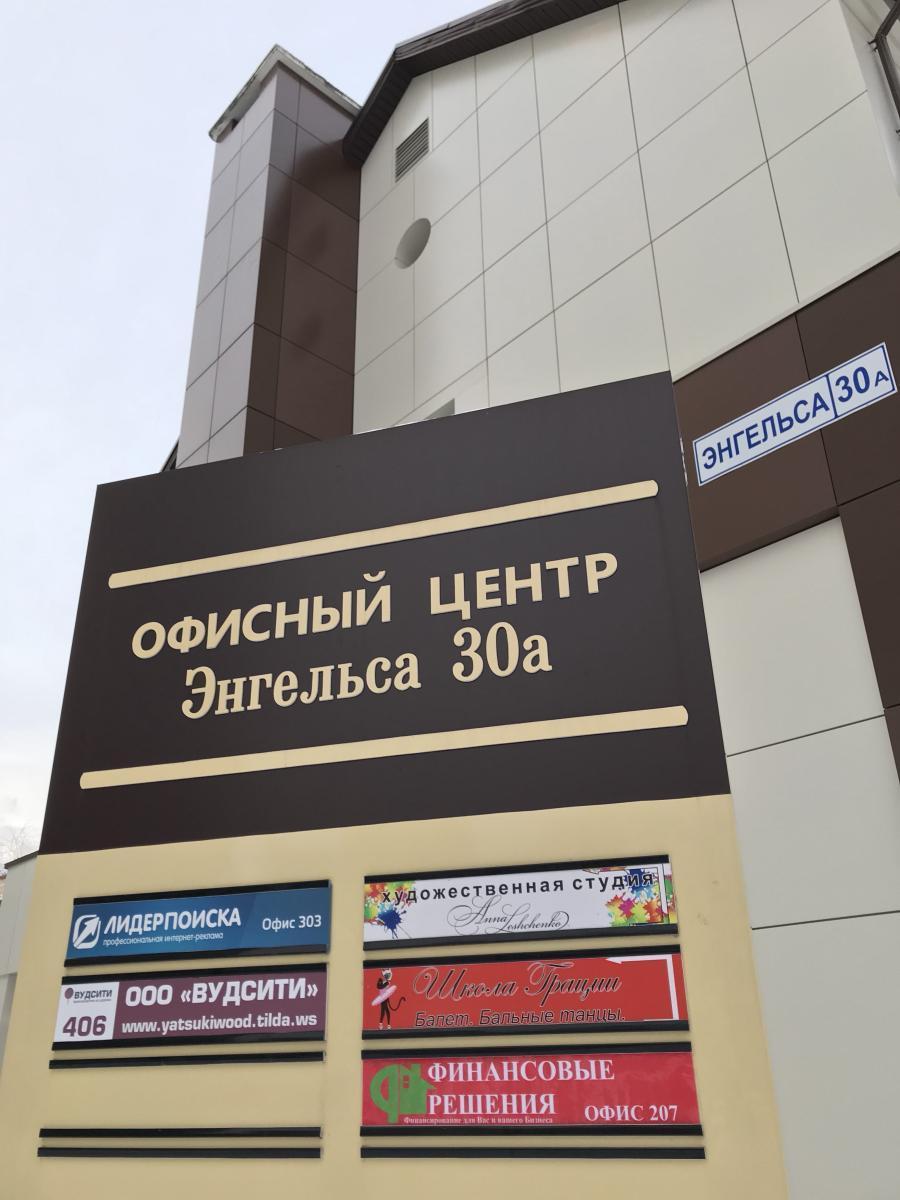 ЭНГЕЛЬСА 30А
ОФИСНЫЙ ЦЕНТР
Энгельса 30а
ЛИДЕРПОИСКА
профессиональная интернет-реклама
Офис 303
ВУДСИТИ
406
ООО «ВУДСИТИ»
www.yatsukiwood.tilda.ws
художественная студия
Anna Leshchenko
Школа Грации
Балет. Бальные танцы.
ФИНАНСОВЫЕ
РЕШЕНИЯ
Финансирование для Вас и вашего Бизнеса
ОФИС 207